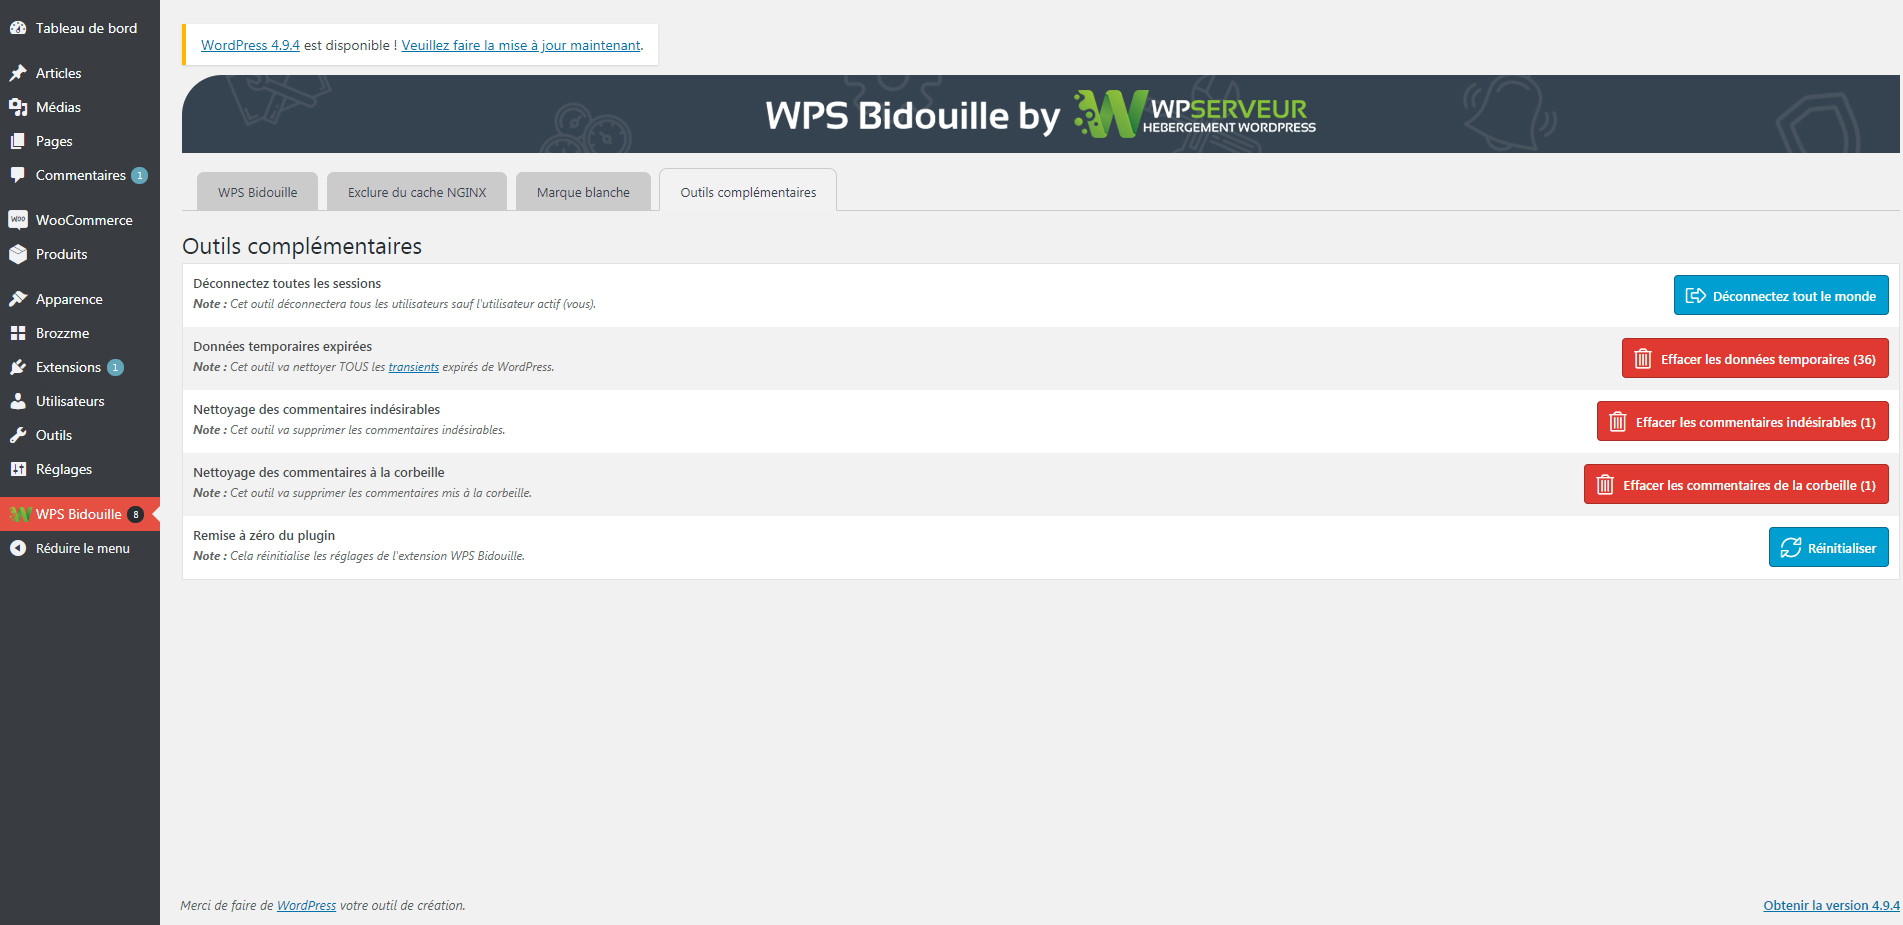 Tableau de bord
Articles
Médias
Pages
Commentaires 1
WooCommerce
Produits
Apparence
Brozzme
Extensions 1
Utilisateurs
Outils
Réglages
WPS Bidouille 8
Réduire le menu
WordPress 4.9.4 est disponible ! Veuillez faire la mise à jour maintenant.
WPS Bidouille by WPSERVEUR
HEBERGEMENT WORDPRESS
WPS Bidouille
Exclure du cache NGINX
Marque blanche
Outils complémentaires
Outils complémentaires
Déconnectez toutes les sessions
Note : Cet outil déconnectera tous les utilisateurs sauf l'utilisateur actif (vous).
Déconnectez tout le monde
Données temporaires expirées
Note : Cet outil va nettoyer TOUS les transients expirés de WordPress.
Effacer les données temporaires (36)
Nettoyage des commentaires indésirables
Note : Cet outil va supprimer les commentaires indésirables.
Effacer les commentaires indésirables (1)
Nettoyage des commentaires à la corbeille
Note : Cet outil va supprimer les commentaires mis à la corbeille.
Effacer les commentaires de la corbeille (1)
Remise à zéro du plugin
Note : Cela réinitialise les réglages de l'extension WPS Bidouille.
Réinitialiser
Merci de faire de WordPress votre outil de création.
Obtenir la version 4.9.4